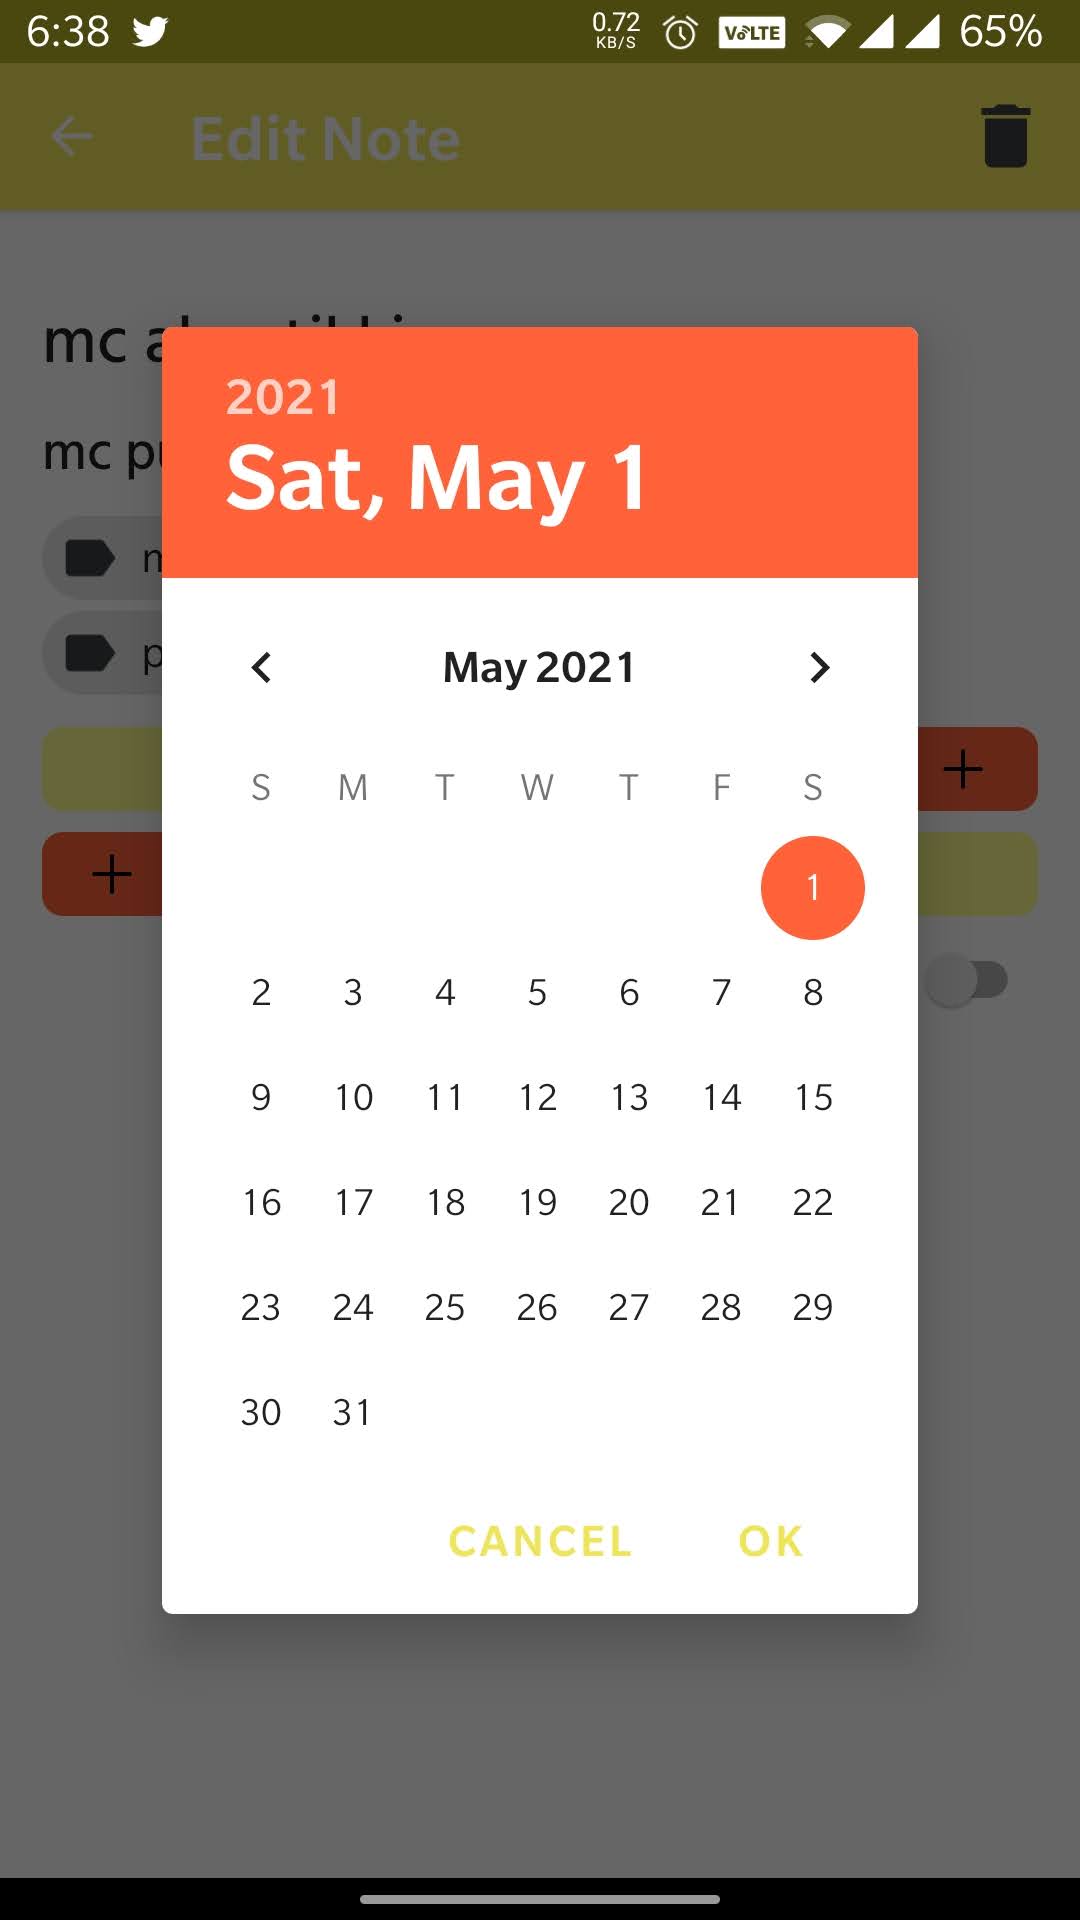 6:38 0.72 KB/S VoLTE 65%
Edit Note
mc
2021
Sat, May 1
mc
May 2021
S M T W T F S
1
2 3 4 5 6 7 8
9 10 11 12 13 14 15
16 17 18 19 20 21 22
23 24 25 26 27 28 29
30 31
CANCEL OK